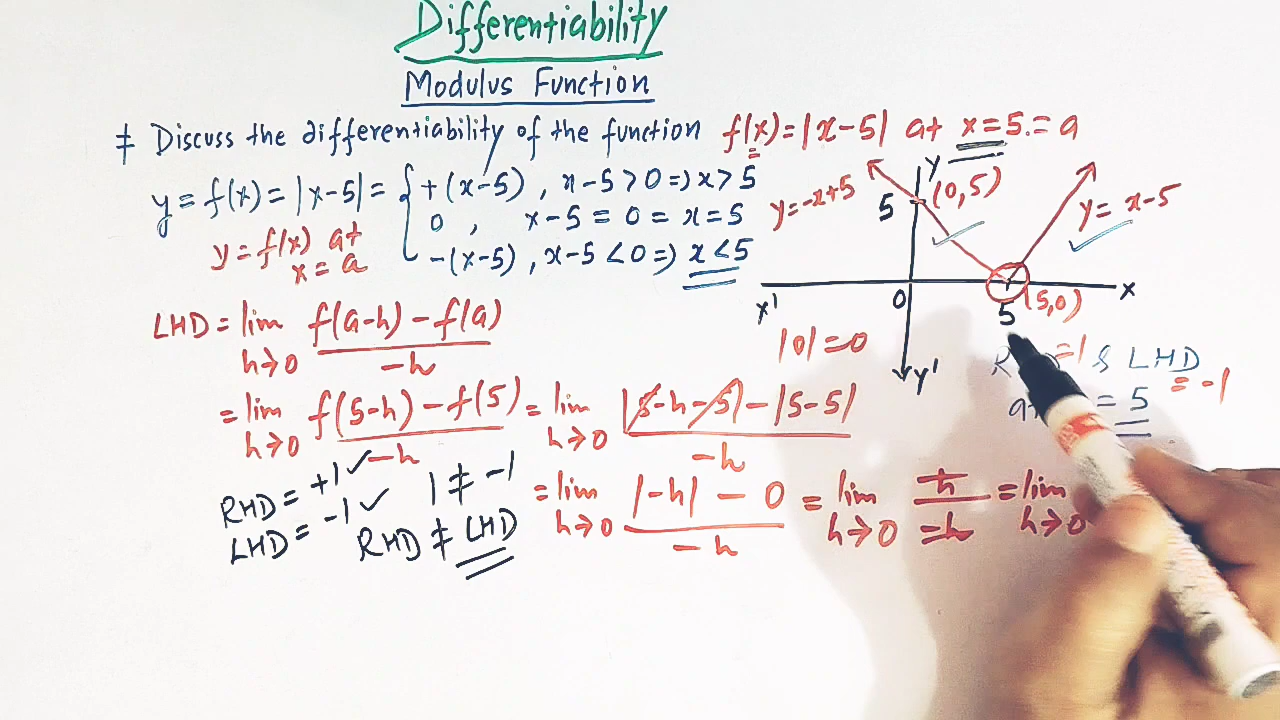 Differentiability
Modulus Function
# Discuss the differentiability of the function f(x) = |x-5| at x=5.=a
y = f(x) = |x-5| = { +(x-5) , x-5>0 => x>5
0 , x-5 = 0 = x=5
-(x-5) , x-5<0 => x<5
y = f(x) at
x = a
y=-x+5
Y
5
(0,5)
y= x-5
X'
0
5
(5,0)
X
Y'
|0|=0
LHD = lim h→0 f(a-h) - f(a) / -h
=1 & LHD
= -1
= 5
= lim h→0 f(5-h) - f(5) / -h = lim h→0 |5-h-5| - |5-5| / -h
= lim h→0 |-h| - 0 / -h = lim h→0 h / -h = lim h→0
RHD = +1 ✓ 1 ≠ -1
LHD = -1 ✓ RHD ≠ LHD